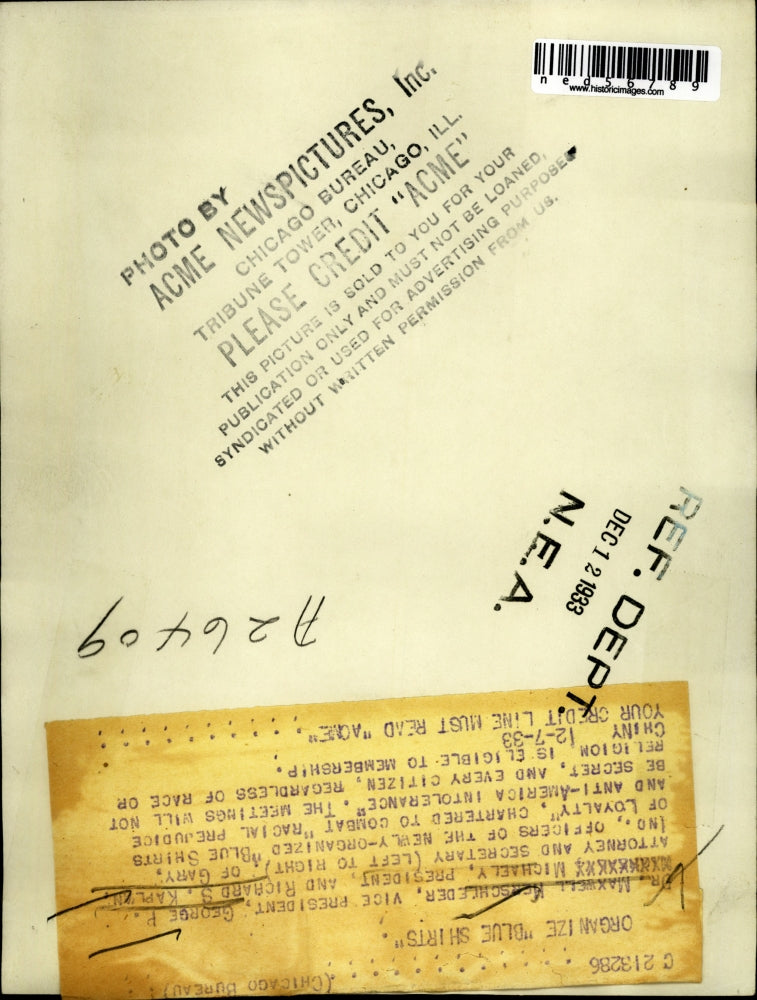 ned56789
www.historicimages.com
PHOTO BY
ACME NEWSPICTURES, Inc.
CHICAGO BUREAU,
TRIBUNE TOWER, CHICAGO, ILL.
PLEASE CREDIT "ACME"
THIS PICTURE IS SOLD TO YOU FOR YOUR
PUBLICATION ONLY AND MUST NOT BE LOANED,
SYNDICATED OR USED FOR ADVERTISING PURPOSES
WITHOUT WRITTEN PERMISSION FROM US.
REF. DEPT.
DEC 12 1933
N.E.A.
A26409
C 213286 (CHICAGO BUREAU)
ORGANIZE "BLUE SHIRTS"
DR. MAXWELL KERSCHLEDER, VICE PRESIDENT, GEORGE P.
MICHAELY, PRESIDENT, AND RICHARD S. KAPLAN,
ATTORNEY AND SECRETARY (LEFT TO RIGHT) OF GARY,
IND., OFFICERS OF THE NEWLY-ORGANIZED "BLUE SHIRTS
OF LOYALTY", CHARTERED TO COMBAT "RACIAL PREJUDICE
AND ANTI-AMERICA INTOLERANCE". THE MEETINGS WILL NOT
BE SECRET, AND EVERY CITIZEN, REGARDLESS OF RACE OR
RELIGION IS ELIGIBLE TO MEMBERSHIP.
CHINY 12-7-33
YOUR CREDIT LINE MUST READ "ACME"